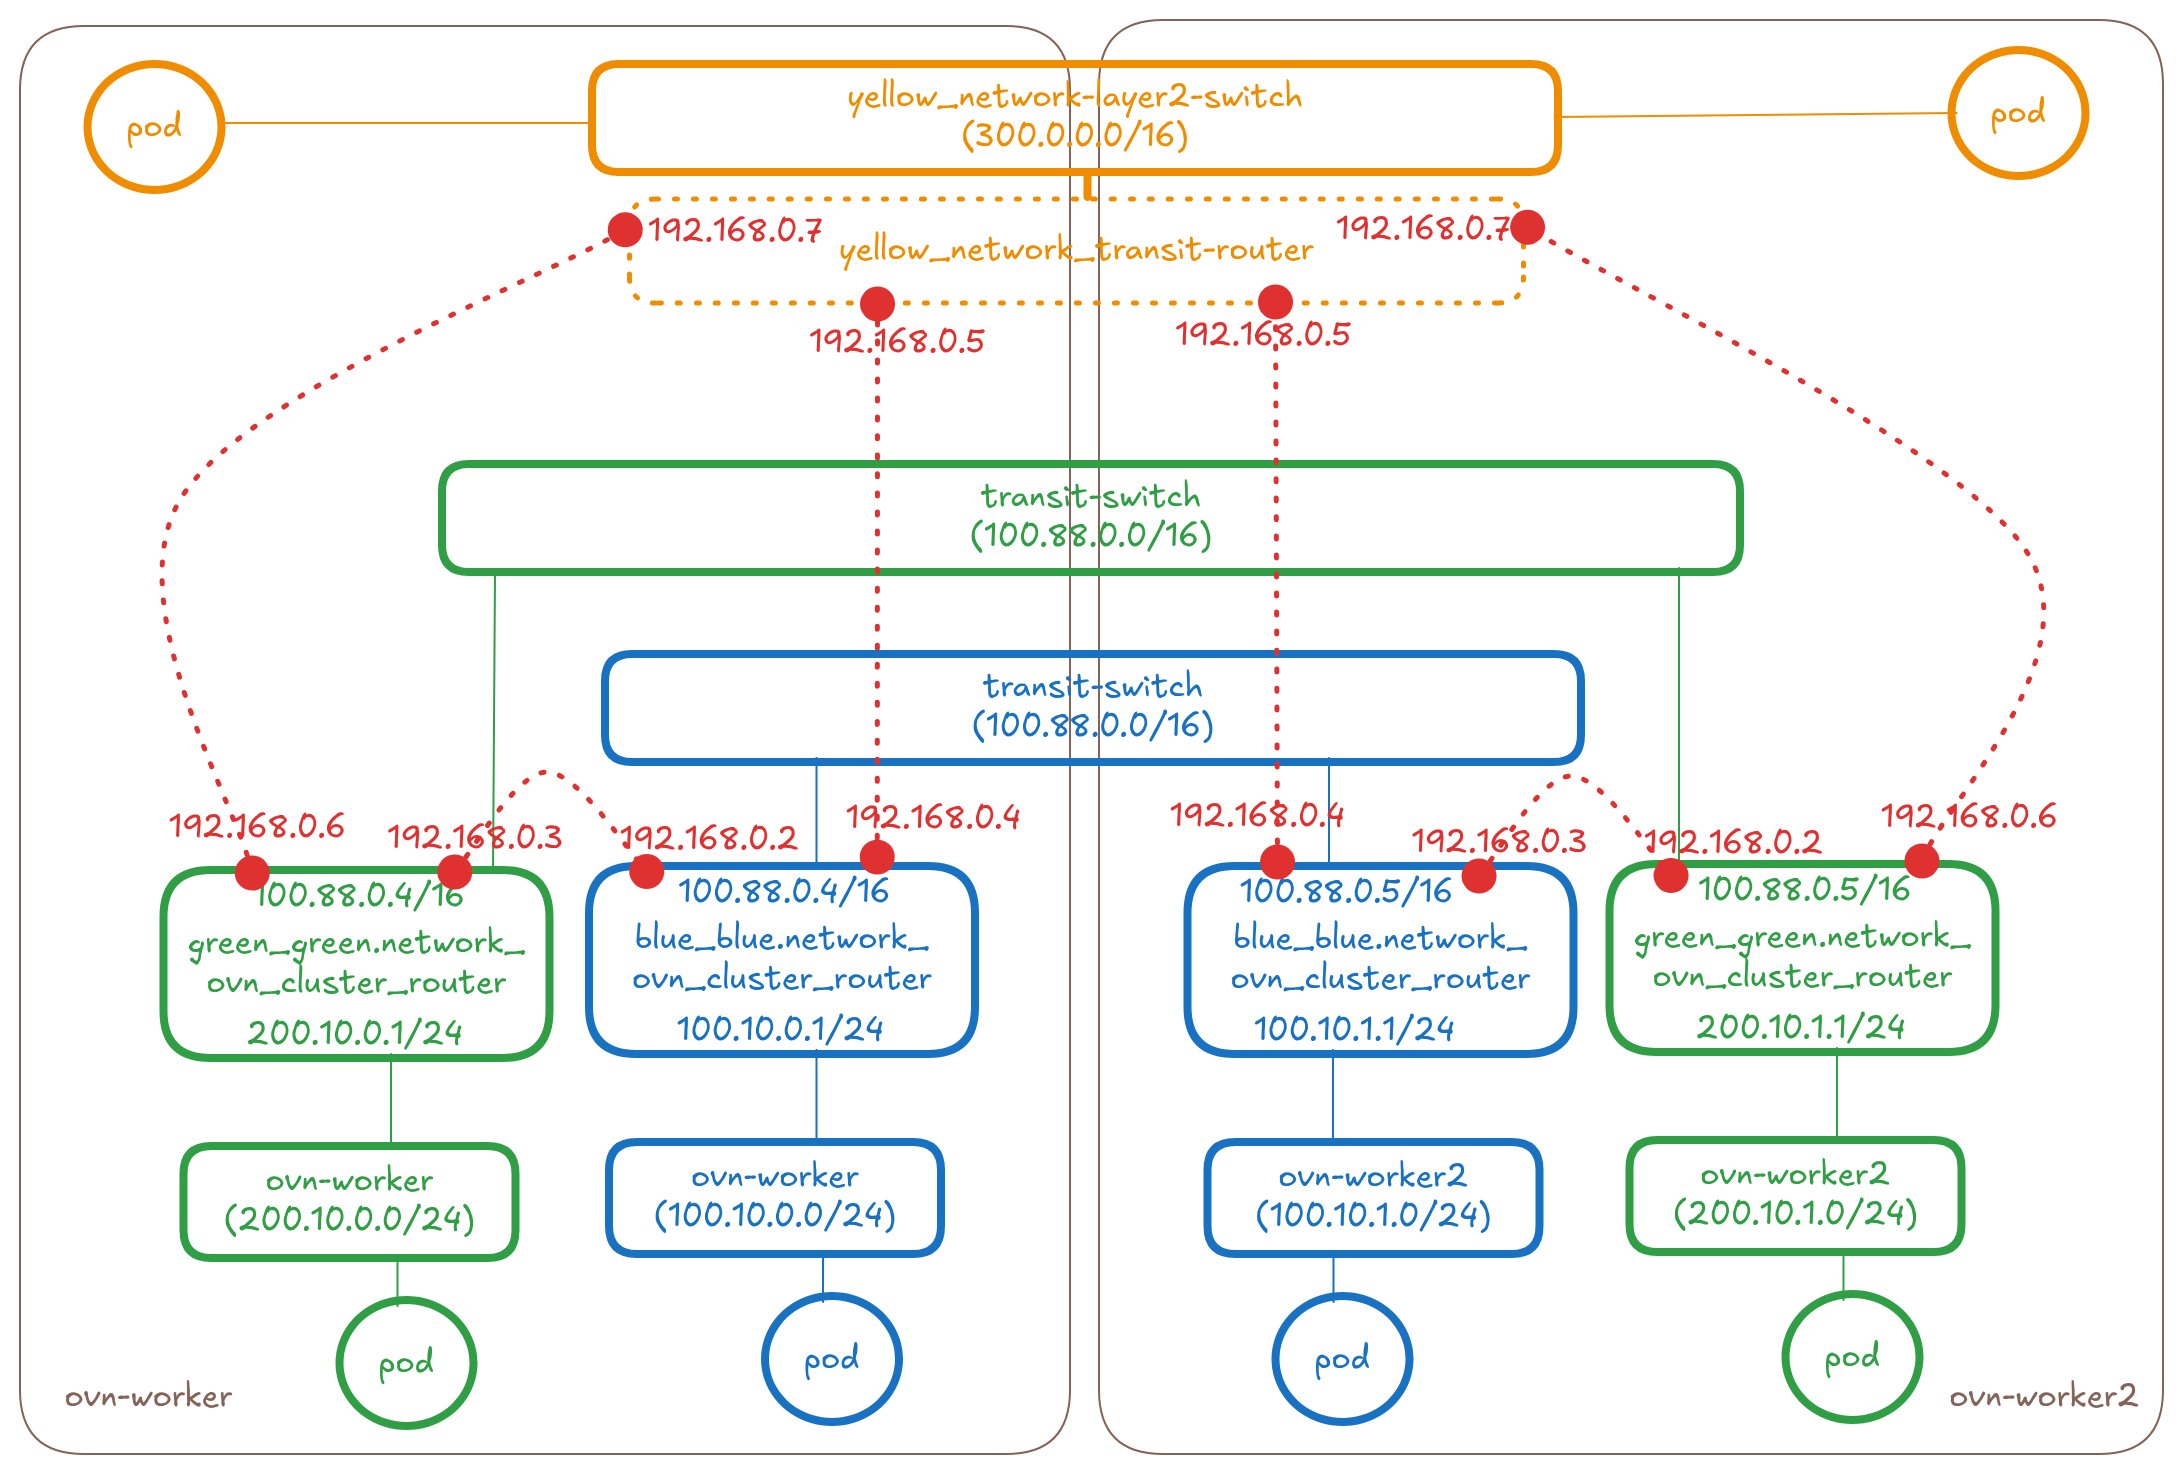 pod
yellow_network-layer2-switch
(300.0.0.0/16)
pod
192.168.0.7
yellow_network_transit-router
192.168.0.7
192.168.0.5
192.168.0.5
transit-switch
(100.88.0.0/16)
transit-switch
(100.88.0.0/16)
192.168.0.6
192.168.0.3
192.168.0.2
192.168.0.4
192.168.0.4
192.168.0.3
192.168.0.2
192.168.0.6
100.88.0.4/16
green_green.network_
ovn_cluster_router
200.10.0.1/24
100.88.0.4/16
blue_blue.network_
ovn_cluster_router
100.10.0.1/24
100.88.0.5/16
blue_blue.network_
ovn_cluster_router
100.10.1.1/24
100.88.0.5/16
green_green.network_
ovn_cluster_router
200.10.1.1/24
ovn-worker
(200.10.0.0/24)
ovn-worker
(100.10.0.0/24)
ovn-worker2
(100.10.1.0/24)
ovn-worker2
(200.10.1.0/24)
pod
pod
pod
pod
ovn-worker
ovn-worker2